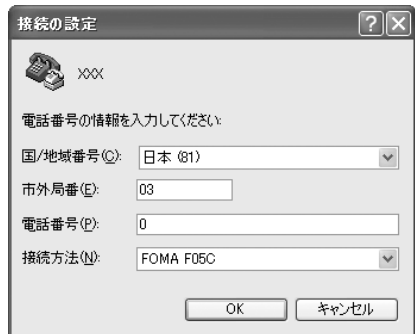 接続の設定
xxx
電話番号の情報を入力してください:
国/地域番号(C): 日本 (81)
市外局番(E): 03
電話番号(P): 0
接続方法(N): FOMA F05C
OK キャンセル